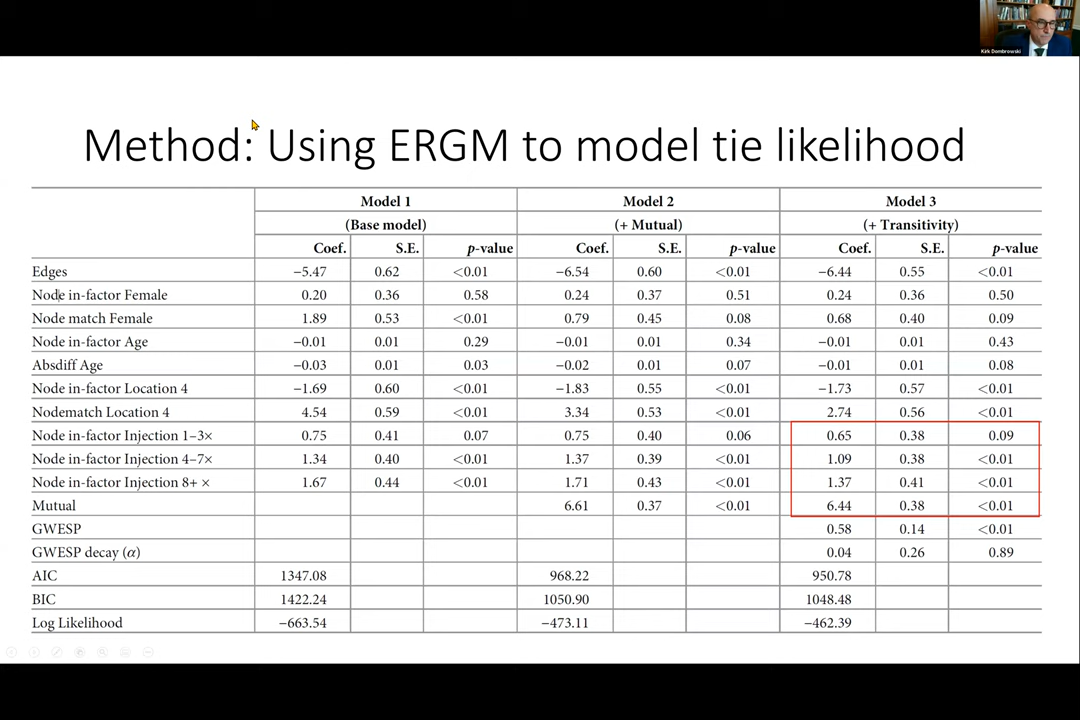 Kirk Dombrowski
Method: Using ERGM to model tie likelihood
Model 1 Model 2 Model 3
(Base model) (+ Mutual) (+ Transitivity)
Coef. S.E. p-value Coef. S.E. p-value Coef. S.E. p-value
Edges −5.47 0.62 <0.01 −6.54 0.60 <0.01 −6.44 0.55 <0.01
Node in-factor Female 0.20 0.36 0.58 0.24 0.37 0.51 0.24 0.36 0.50
Node match Female 1.89 0.53 <0.01 0.79 0.45 0.08 0.68 0.40 0.09
Node in-factor Age −0.01 0.01 0.29 −0.01 0.01 0.34 −0.01 0.01 0.43
Absdiff Age −0.03 0.01 0.03 −0.02 0.01 0.07 −0.01 0.01 0.08
Node in-factor Location 4 −1.69 0.60 <0.01 −1.83 0.55 <0.01 −1.73 0.57 <0.01
Nodematch Location 4 4.54 0.59 <0.01 3.34 0.53 <0.01 2.74 0.56 <0.01
Node in-factor Injection 1–3× 0.75 0.41 0.07 0.75 0.40 0.06 0.65 0.38 0.09
Node in-factor Injection 4–7× 1.34 0.40 <0.01 1.37 0.39 <0.01 1.09 0.38 <0.01
Node in-factor Injection 8+ × 1.67 0.44 <0.01 1.71 0.43 <0.01 1.37 0.41 <0.01
Mutual 6.61 0.37 <0.01 6.44 0.38 <0.01
GWESP 0.58 0.14 <0.01
GWESP decay (α) 0.04 0.26 0.89
AIC 1347.08 968.22 950.78
BIC 1422.24 1050.90 1048.48
Log Likelihood −663.54 −473.11 −462.39